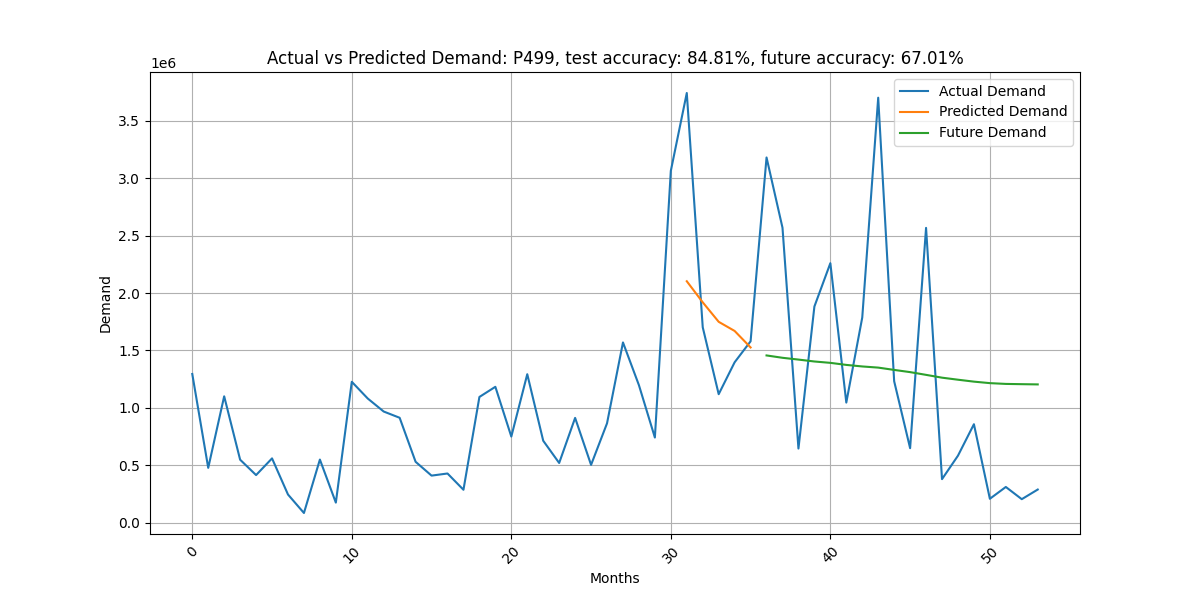 Actual vs Predicted Demand: P499, test accuracy: 84.81%, future accuracy: 67.01%
1e6
Actual Demand
Predicted Demand
Future Demand
3.5
3.0
2.5
2.0
1.5
1.0
0.5
0.0
Demand
0 10 20 30 40 50
Months